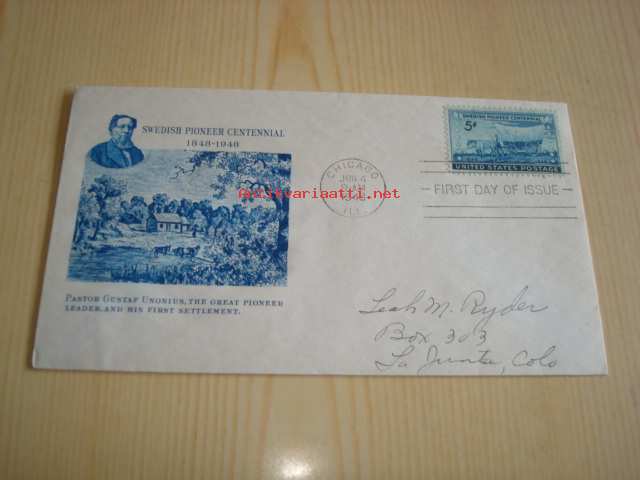 SWEDISH PIONEER CENTENNIAL
1848-1948
PASTOR GUSTAF UNONIUS, THE GREAT PIONEER
LEADER, AND HIS FIRST SETTLEMENT.
antikvariaatti.net
CHICAGO
JUN 4
ILL.
SWEDISH PIONEER CENTENNIAL
5¢
UNITED STATES POSTAGE
FIRST DAY OF ISSUE
Leah M. Ryder
Box 303
La Junta, Colo